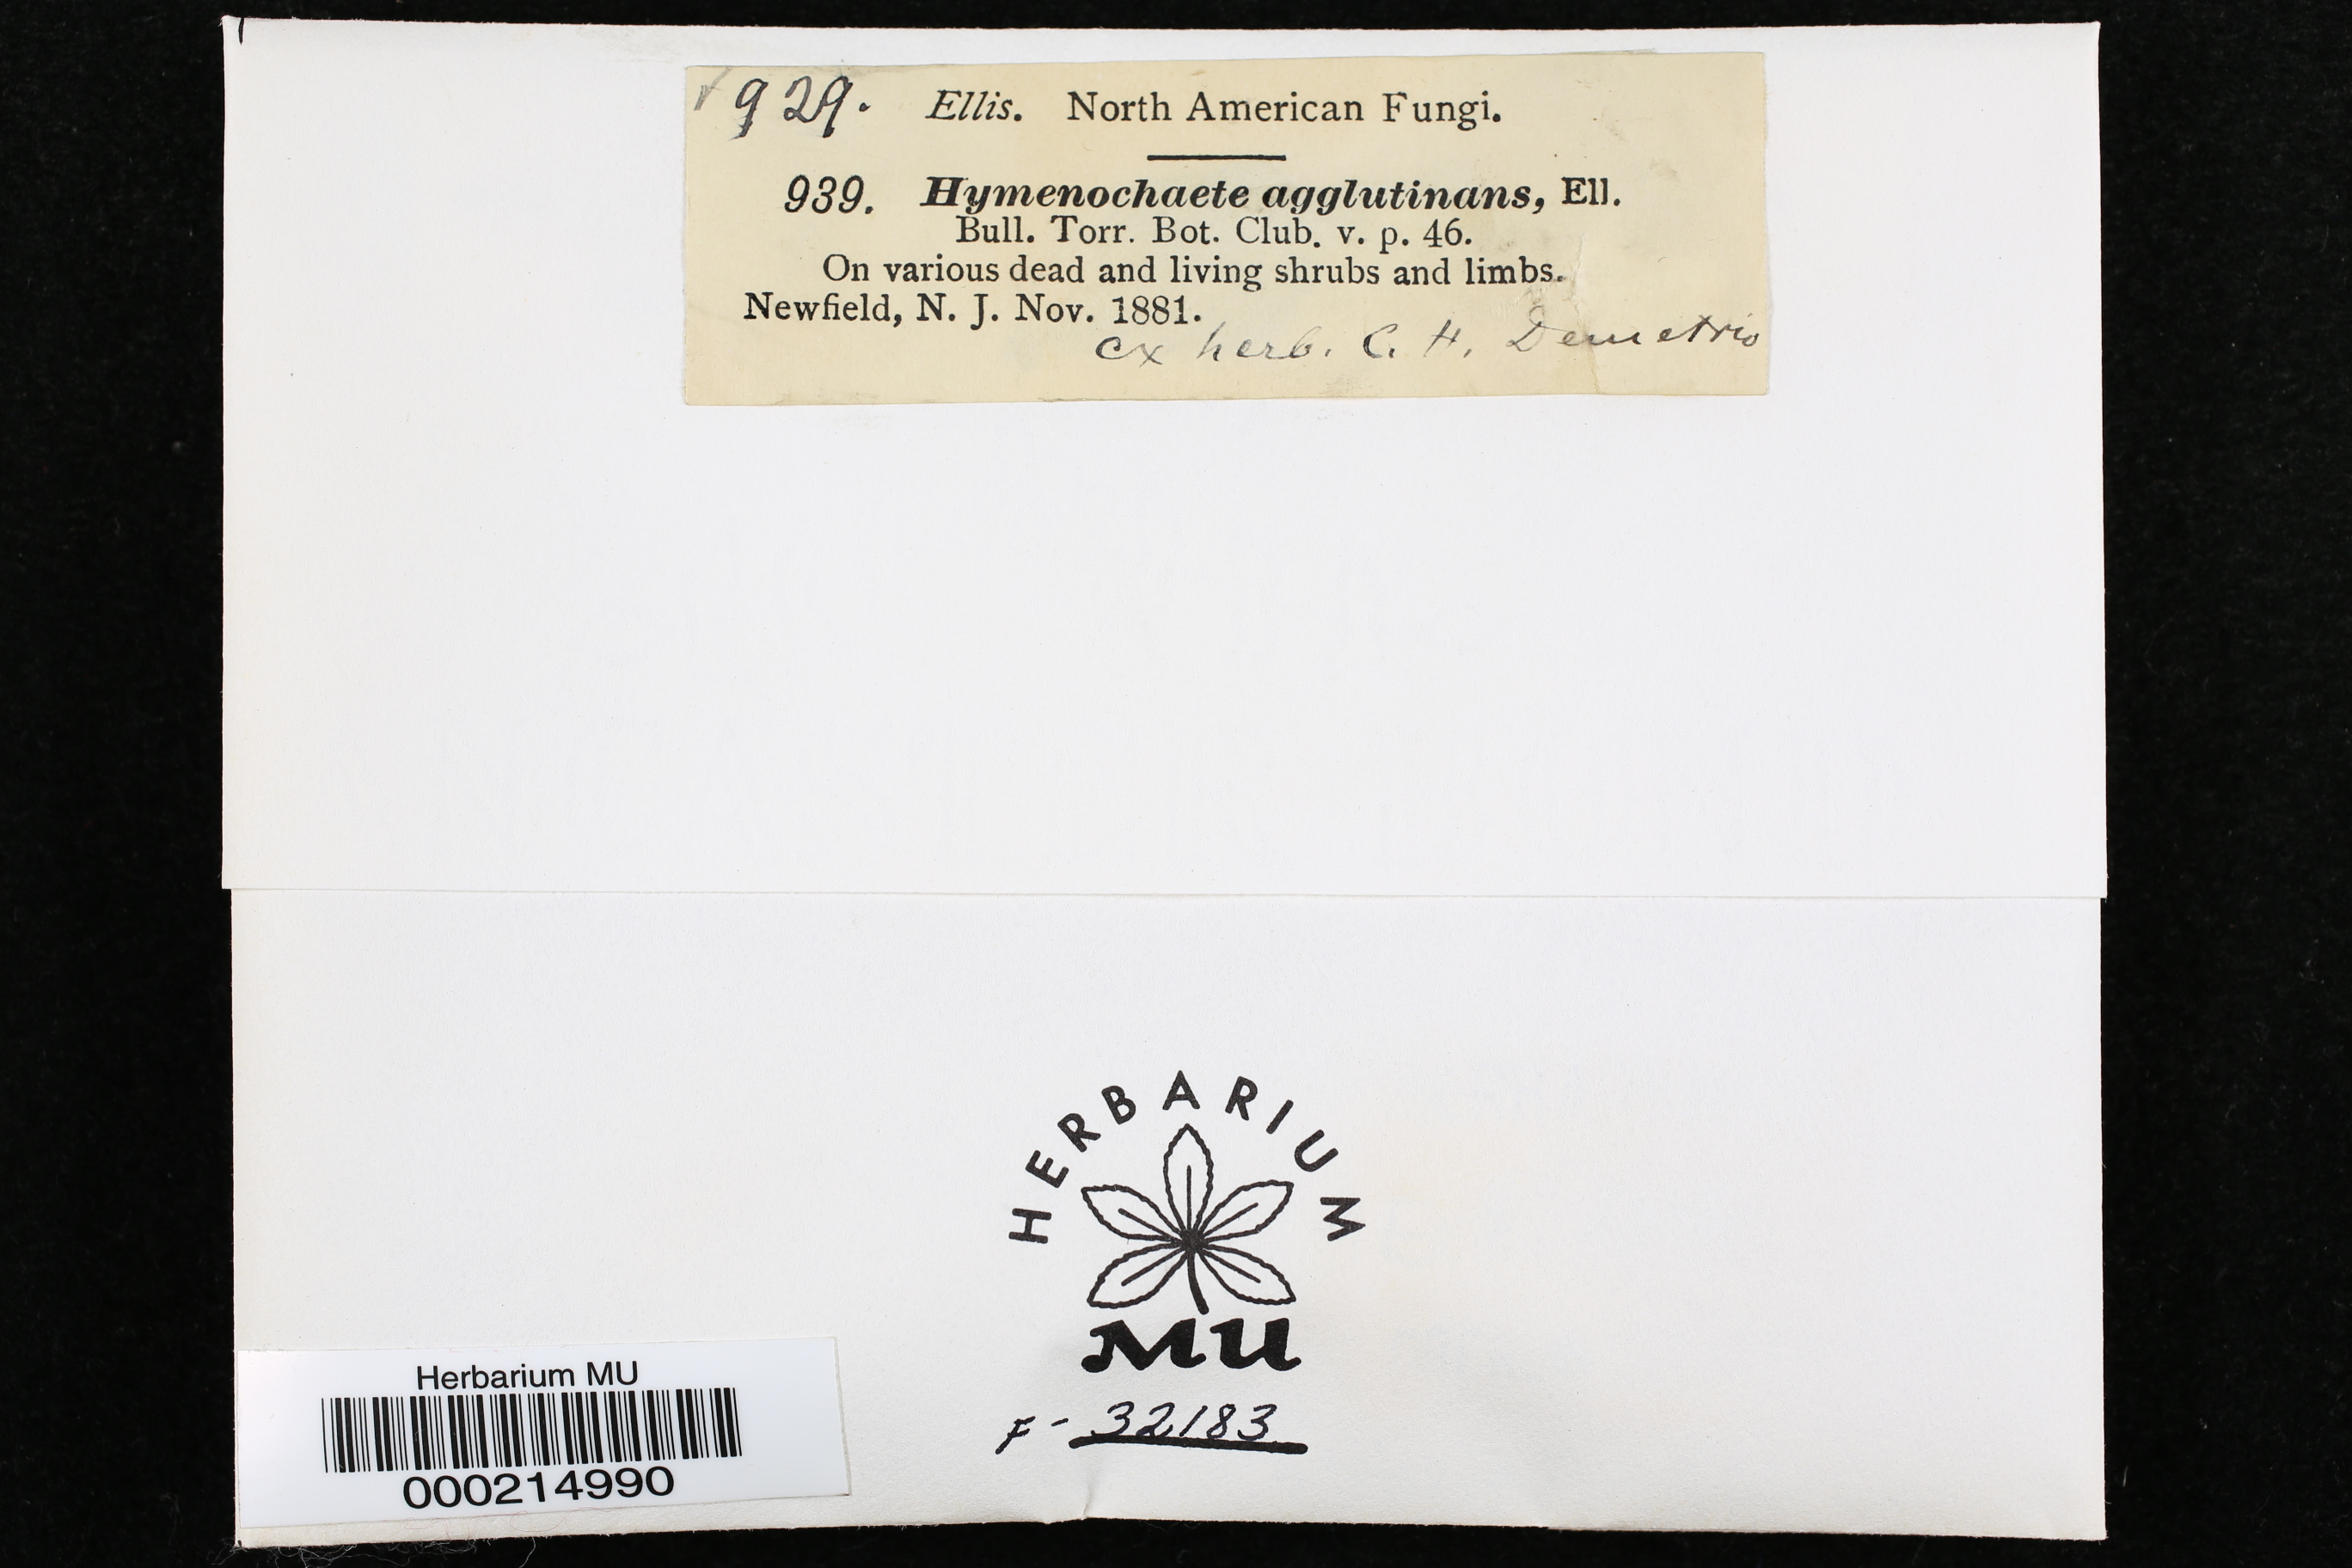 929. Ellis. North American Fungi.
939. Hymenochaete agglutinans, Ell.
Bull. Torr. Bot. Club. v. p. 46.
On various dead and living shrubs and limbs.
Newfield, N. J. Nov. 1881.
ex herb. C. H. Demetrio
HERBARIUM
MU
F- 32183
Herbarium MU
000214990